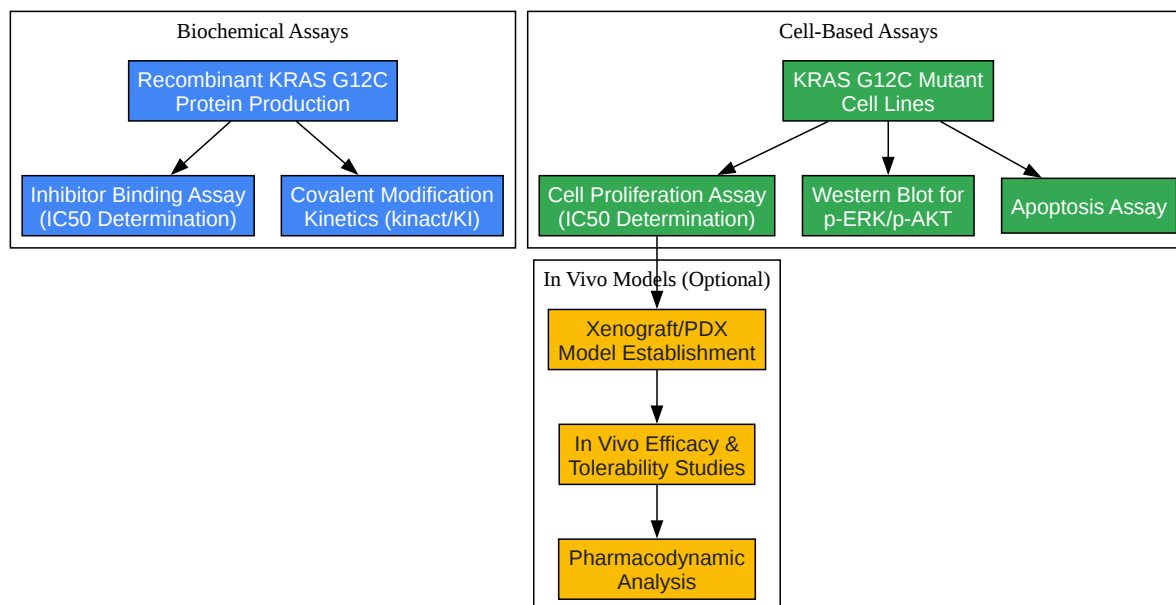 Biochemical Assays
Recombinant KRAS G12C
Protein Production
Inhibitor Binding Assay
(IC50 Determination)
Covalent Modification
Kinetics (kinact/KI)
Cell-Based Assays
KRAS G12C Mutant
Cell Lines
Cell Proliferation Assay
(IC50 Determination)
Western Blot for
p-ERK/p-AKT
Apoptosis Assay
In Vivo Models (Optional)
Xenograft/PDX
Model Establishment
In Vivo Efficacy &
Tolerability Studies
Pharmacodynamic
Analysis